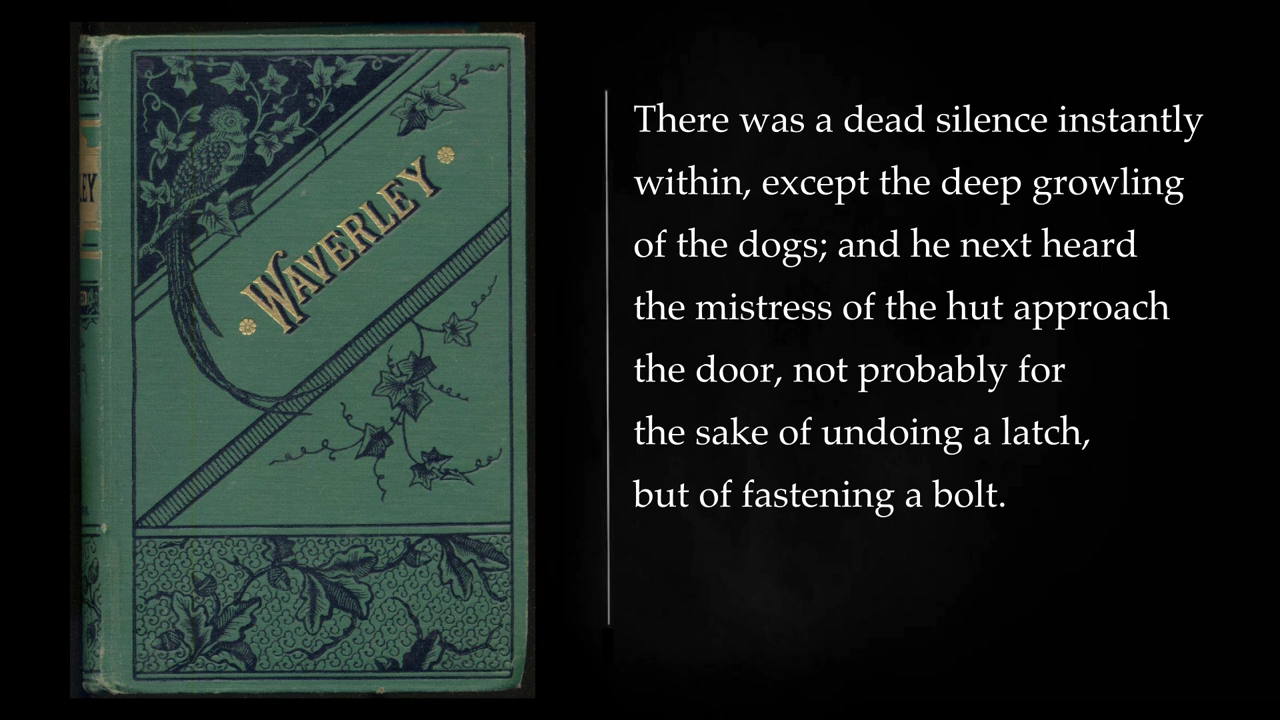 WAVERLEY
EY
There was a dead silence instantly
within, except the deep growling
of the dogs; and he next heard
the mistress of the hut approach
the door, not probably for
the sake of undoing a latch,
but of fastening a bolt.